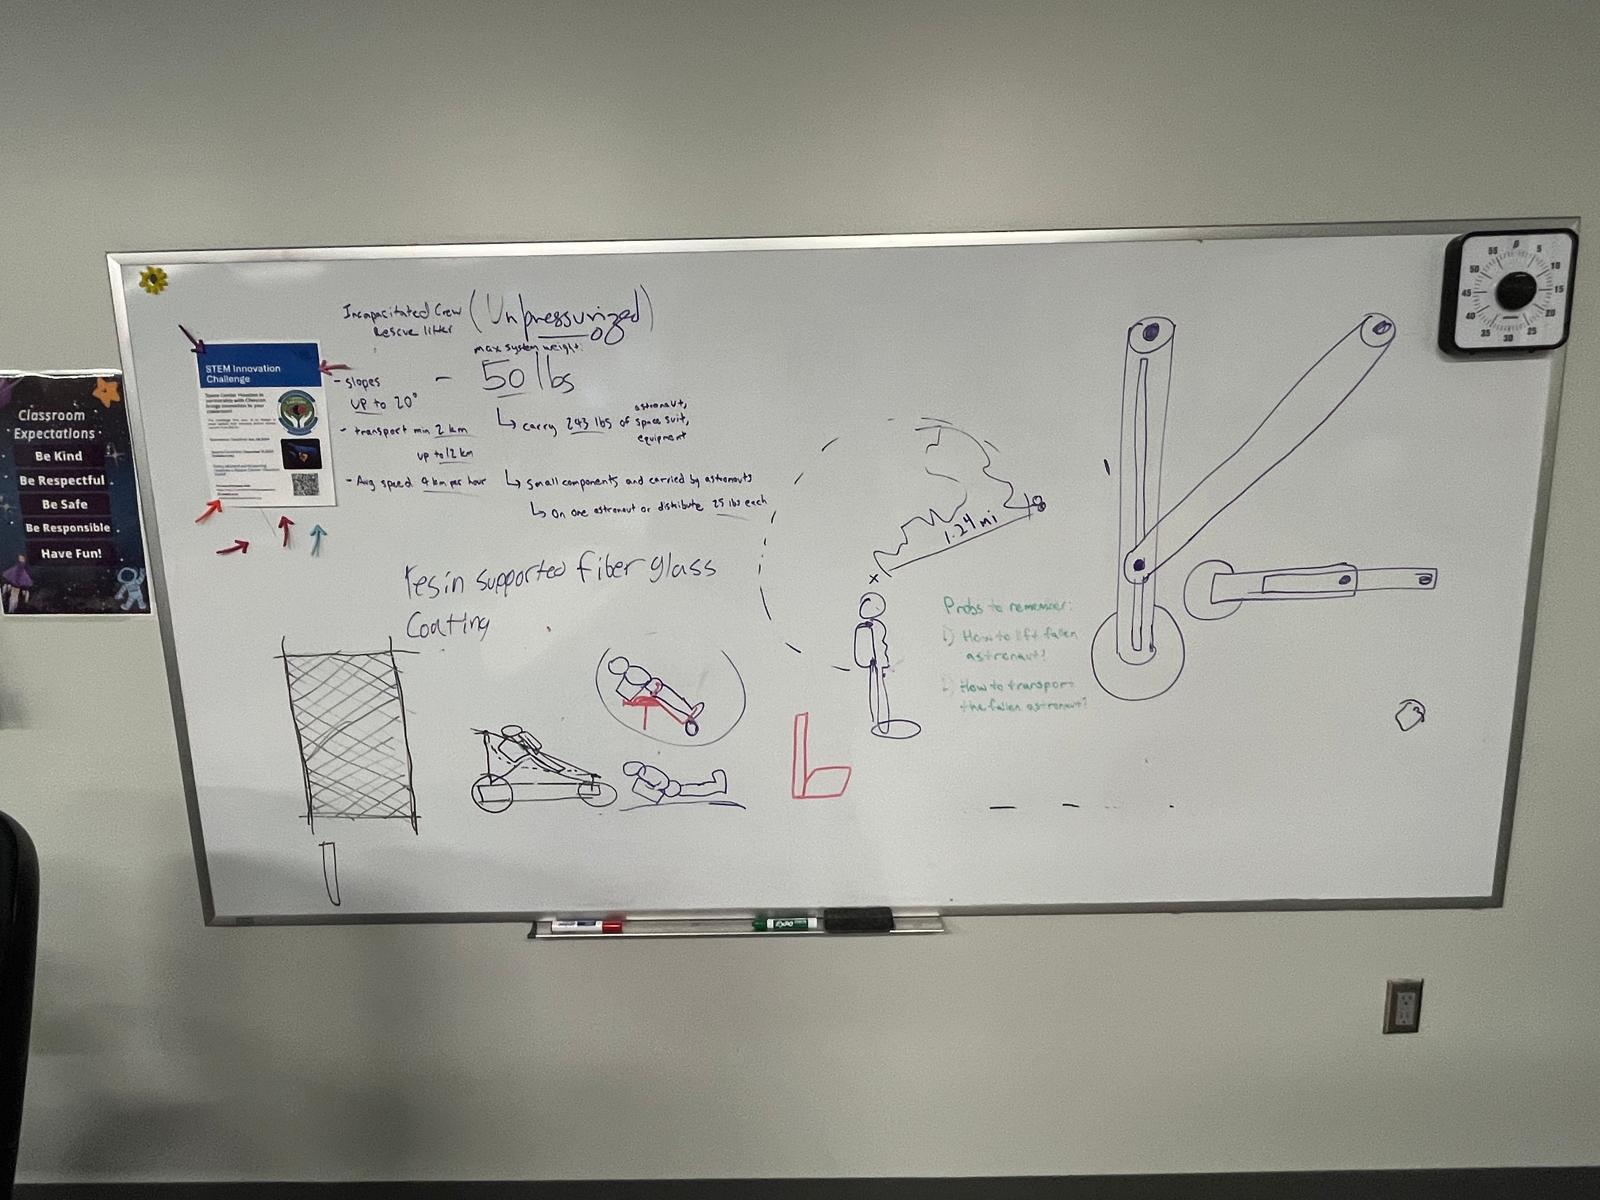 Incapacitated Crew
Rescue litter
(Unpressurized)
max system weight:
- 50 lbs
↳ carry 243 lbs of astronaut,
space suit,
equipment
↳ small components and carried by astronauts
↳ on one astronaut or distribute 25 lbs each
- slopes
up to 20°
- transport min 2 km
up to 12 km
- Avg speed 4 km per hour
STEM Innovation
Challenge
resin supported fiber glass
coating
1.24 mi
x
Probs to remember:
1) How to lift fallen
astronaut?
2) How to transport
the fallen astronaut?
Classroom
Expectations
Be Kind
Be Respectful
Be Safe
Be Responsible
Have Fun!
0
5
10
15
20
25
30
35
40
45
50
55
EXPO